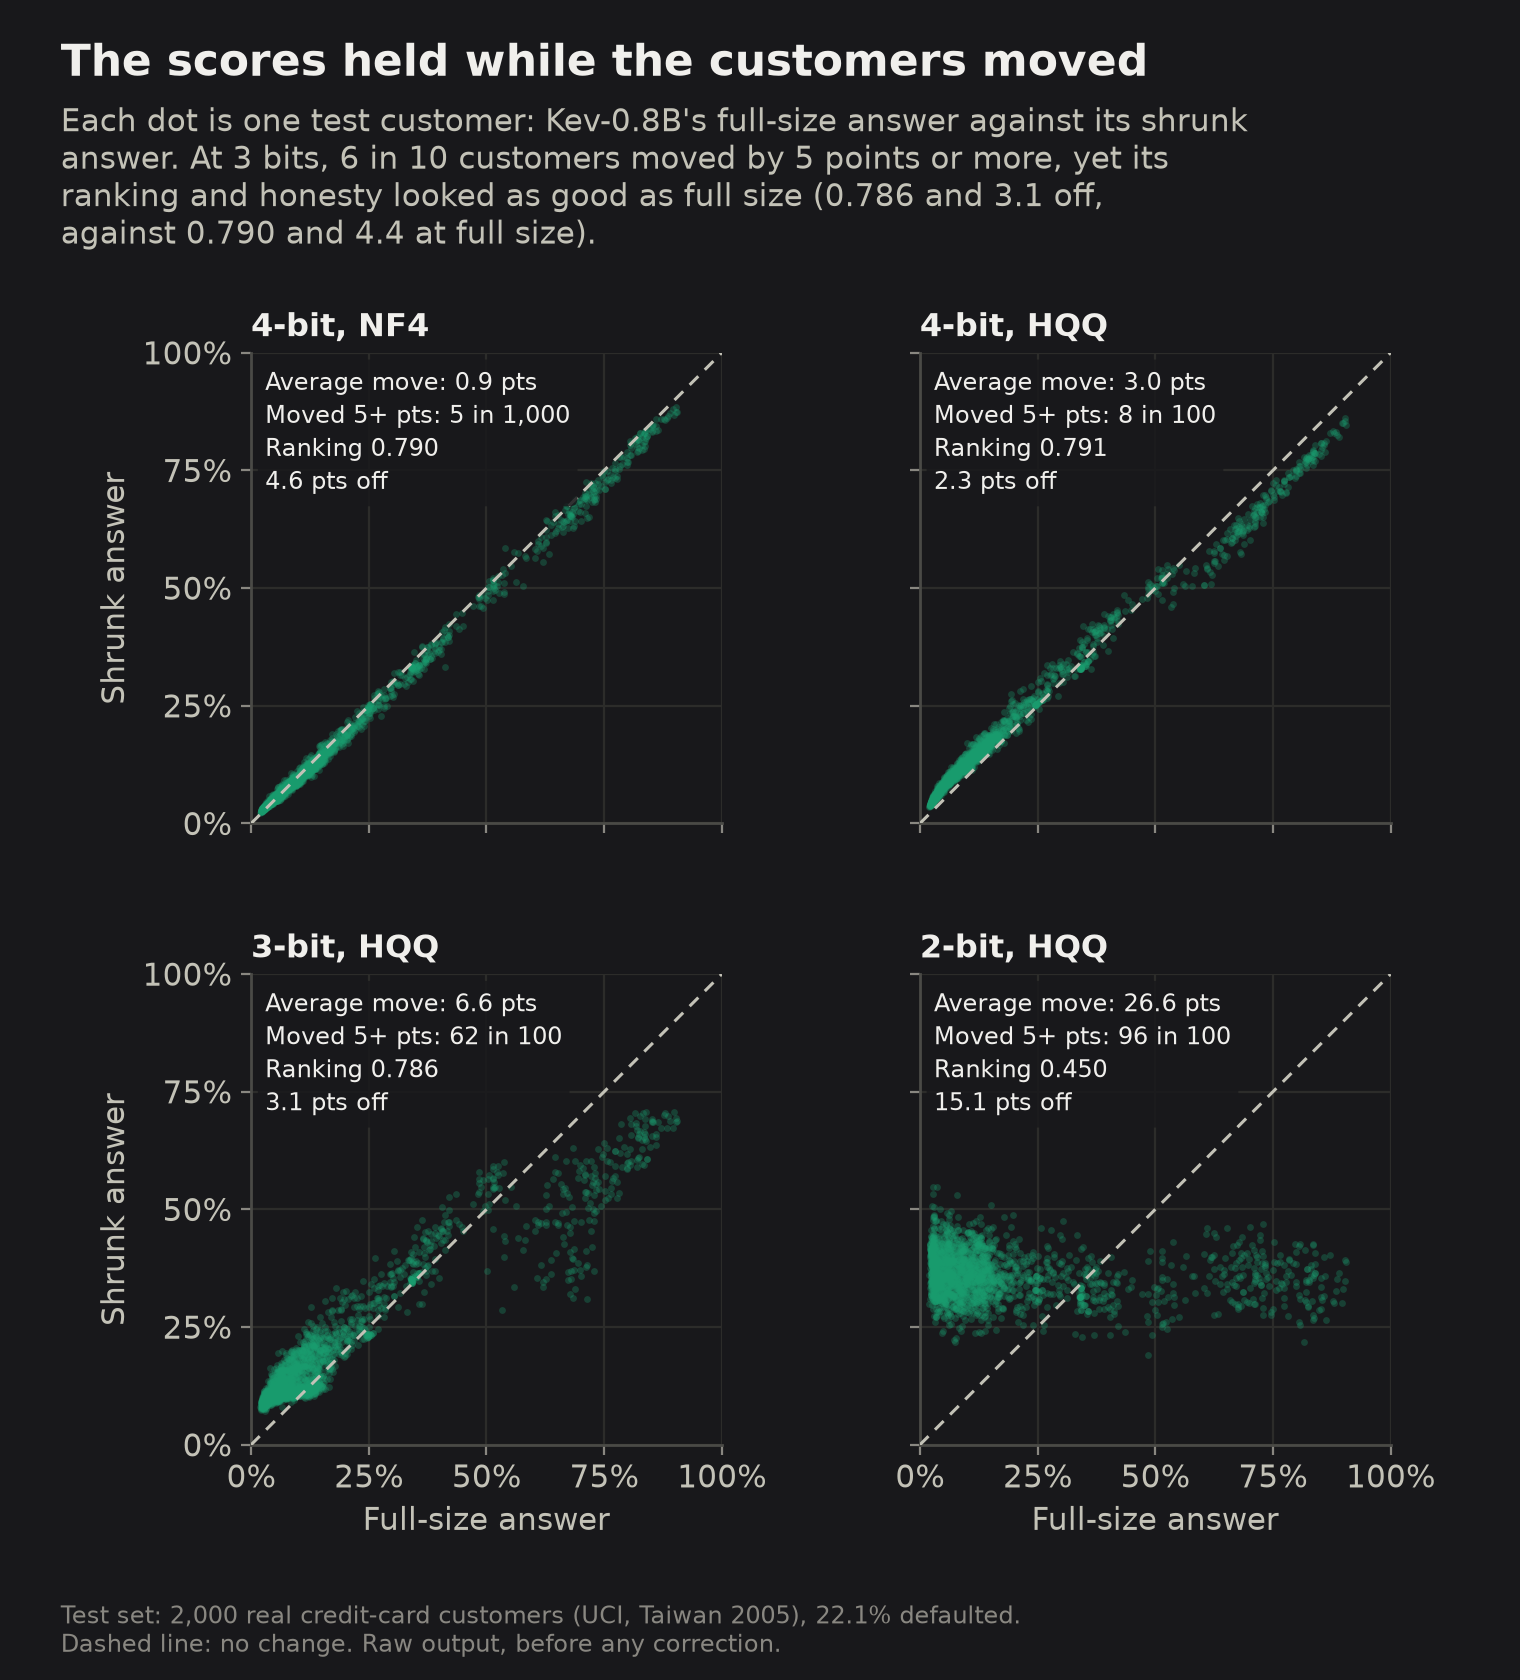 The scores held while the customers moved
Each dot is one test customer: Kev-0.8B's full-size answer against its shrunk
answer. At 3 bits, 6 in 10 customers moved by 5 points or more, yet its
ranking and honesty looked as good as full size (0.786 and 3.1 off,
against 0.790 and 4.4 at full size).
4-bit, NF4
100%
75%
50%
25%
0%
Shrunk answer
Average move: 0.9 pts
Moved 5+ pts: 5 in 1,000
Ranking 0.790
4.6 pts off
4-bit, HQQ
Average move: 3.0 pts
Moved 5+ pts: 8 in 100
Ranking 0.791
2.3 pts off
3-bit, HQQ
100%
75%
50%
25%
0%
Shrunk answer
Average move: 6.6 pts
Moved 5+ pts: 62 in 100
Ranking 0.786
3.1 pts off
0% 25% 50% 75% 100%
Full-size answer
2-bit, HQQ
Average move: 26.6 pts
Moved 5+ pts: 96 in 100
Ranking 0.450
15.1 pts off
0% 25% 50% 75% 100%
Full-size answer
Test set: 2,000 real credit-card customers (UCI, Taiwan 2005), 22.1% defaulted.
Dashed line: no change. Raw output, before any correction.